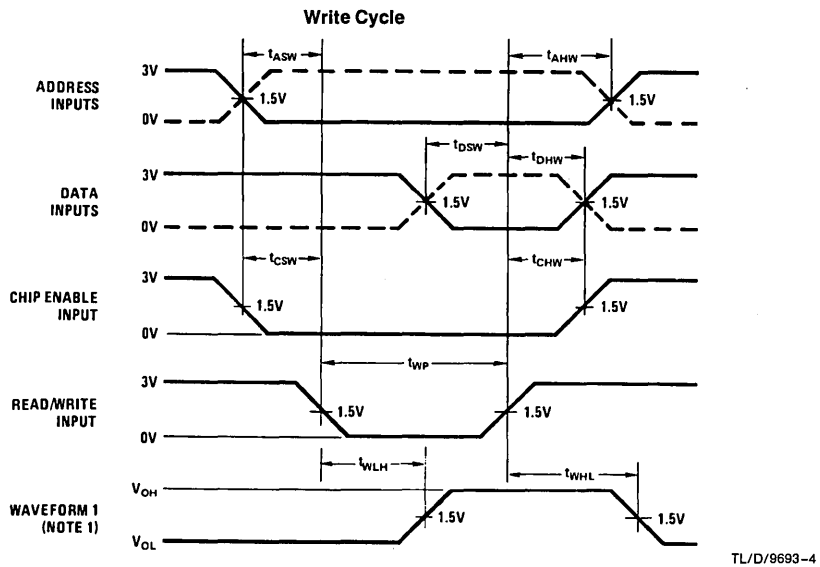 Write Cycle
tASW
tAHW
ADDRESS
INPUTS
3V
0V
1.5V
1.5V
tDSW
tDHW
DATA
INPUTS
3V
0V
1.5V
1.5V
tCSW
tCHW
CHIP ENABLE
INPUT
3V
0V
1.5V
1.5V
tWP
READ/WRITE
INPUT
3V
0V
1.5V
1.5V
tWLH
tWHL
WAVEFORM 1
(NOTE 1)
VOH
VOL
1.5V
1.5V
TL/D/9693–4